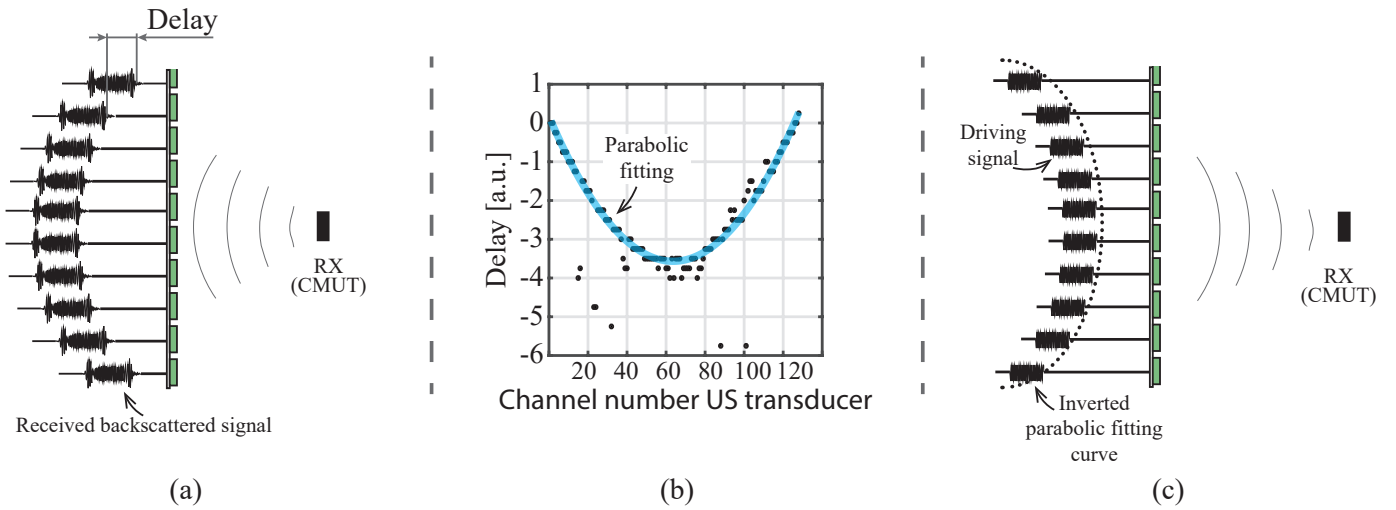 Delay
RX
(CMUT)
Received backscattered signal
(a)
1
0
-1
-2
-3
-4
-5
-6
Delay [a.u.]
Parabolic
fitting
20 40 60 80 100 120
Channel number US transducer
(b)
Driving
signal
RX
(CMUT)
Inverted
parabolic fitting
curve
(c)